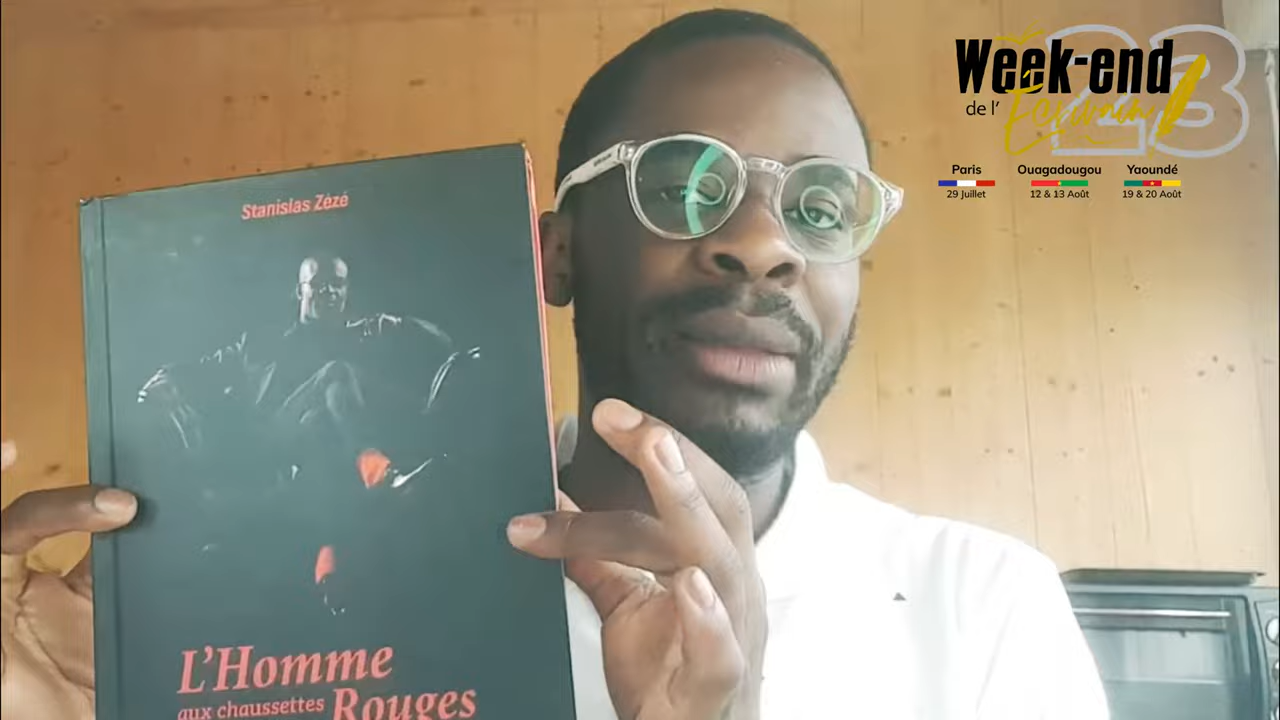 Stanislas Zézé
L'Homme
aux chaussettes Rouges
Week-end
23
de l'
Paris
29 Juillet
Ouagadougou
12 & 13 Août
Yaoundé
19 & 20 Août